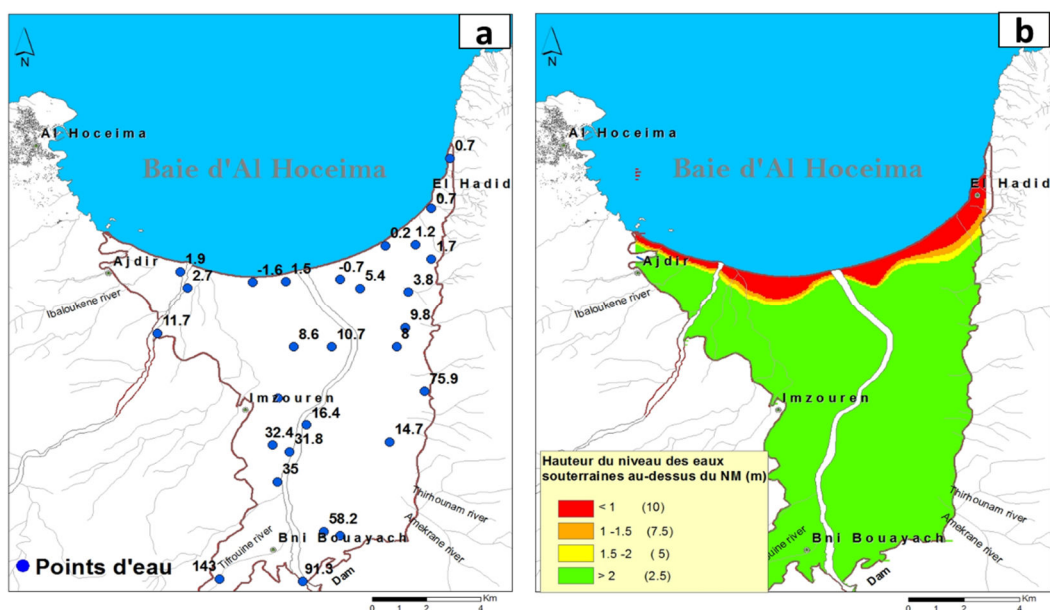 a
N
Al Hoceima
Baie d'Al Hoceima
0.7
El Hadid
0.7
0.2
1.2
1.7
Ajdir
1.9
2.7
-1.6
1.5
-0.7
5.4
3.8
Ibaloukene river
11.7
9.8
8.6
10.7
8
75.9
Imzouren
16.4
32.4
31.8
14.7
35
Thirhounam river
58.2
Amekrane river
Bni Bouayach
Tifrouine river
143
91.3
Dam
Points d'eau
0 1 2 4
Km
b
N
Al Hoceima
Baie d'Al Hoceima
El Hadid
Ajdir
Ibaloukene river
Imzouren
Hauteur du niveau des eaux
souterraines au-dessus du NM (m)
< 1 (10)
1 -1.5 (7.5)
1.5 -2 ( 5)
> 2 (2.5)
Thirhounam river
Amekrane river
Bni Bouayach
ouine river
Dam
0 1 2 4
Km